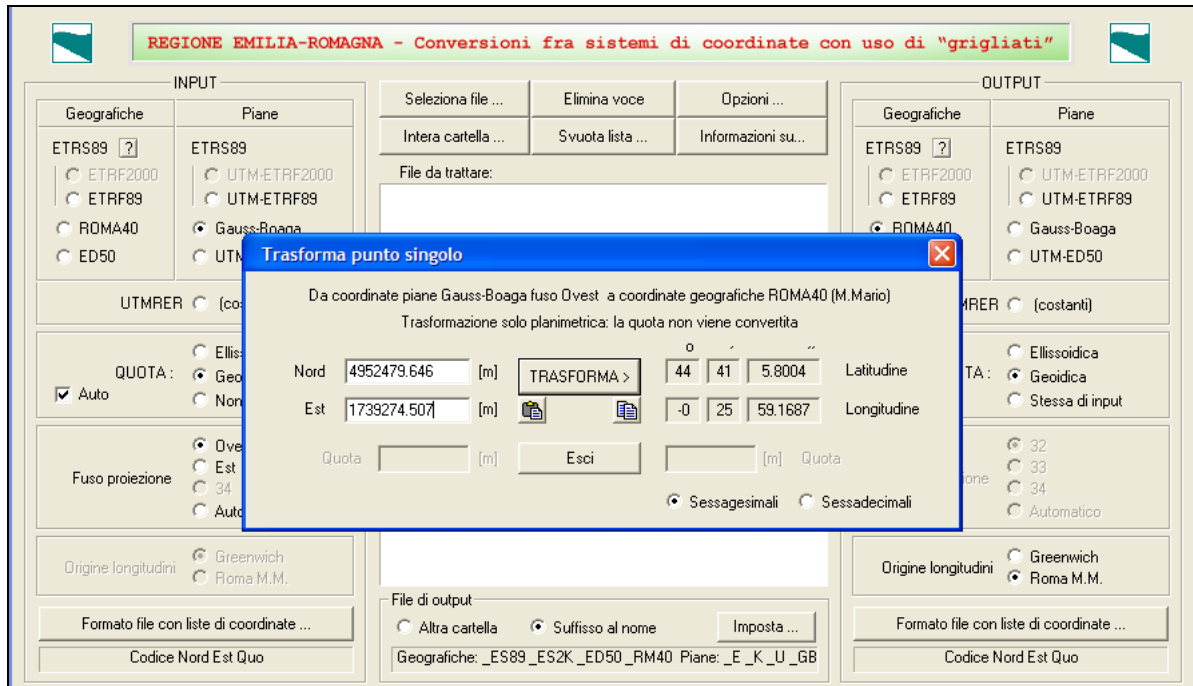 REGIONE EMILIA-ROMAGNA - Conversioni fra sistemi di coordinate con uso di "grigliati"
INPUT
Geografiche
Piane
ETRS89 ?
ETRS89
ETRF2000
UTM-ETRF2000
ETRF89
UTM-ETRF89
ROMA40
Gauss-Boaga
ED50
UTM
UTMRER
QUOTA :
Auto
Geo
Non
Fuso proiezione
Est
34
Origine longitudini
Greenwich
Roma M.M.
Formato file con liste di coordinate ...
Codice Nord Est Quo
Seleziona file ...
Elimina voce
Opzioni ...
Intera cartella ...
Svuota lista ...
Informazioni su...
File da trattare:
Trasforma punto singolo
Da coordinate piane Gauss-Boaga fuso Ovest a coordinate geografiche ROMA40 (M.Mario)
Trasformazione solo planimetrica: la quota non viene convertita
o ' ''
Nord 4952479.646 [m] TRASFORMA > 44 41 5.8004 Latitudine
Est 1739274.507 [m] -0 25 59.1687 Longitudine
Quota [m] Esci [m] Quota
Sessagesimali Sessadecimali
File di output
Altra cartella
Suffisso al nome
Imposta ...
Geografiche: _ES89 _ES2K _ED50 _RM40 Piane: _E _K _U _GB
OUTPUT
Geografiche
Piane
ETRS89 ?
ETRS89
ETRF2000
UTM-ETRF2000
ETRF89
UTM-ETRF89
ROMA40
Gauss-Boaga
UTM-ED50
(costanti)
TA :
Ellissoidica
Geoidica
Stessa di input
32
33
34
Automatico
Origine longitudini
Greenwich
Roma M.M.
Formato file con liste di coordinate ...
Codice Nord Est Quo